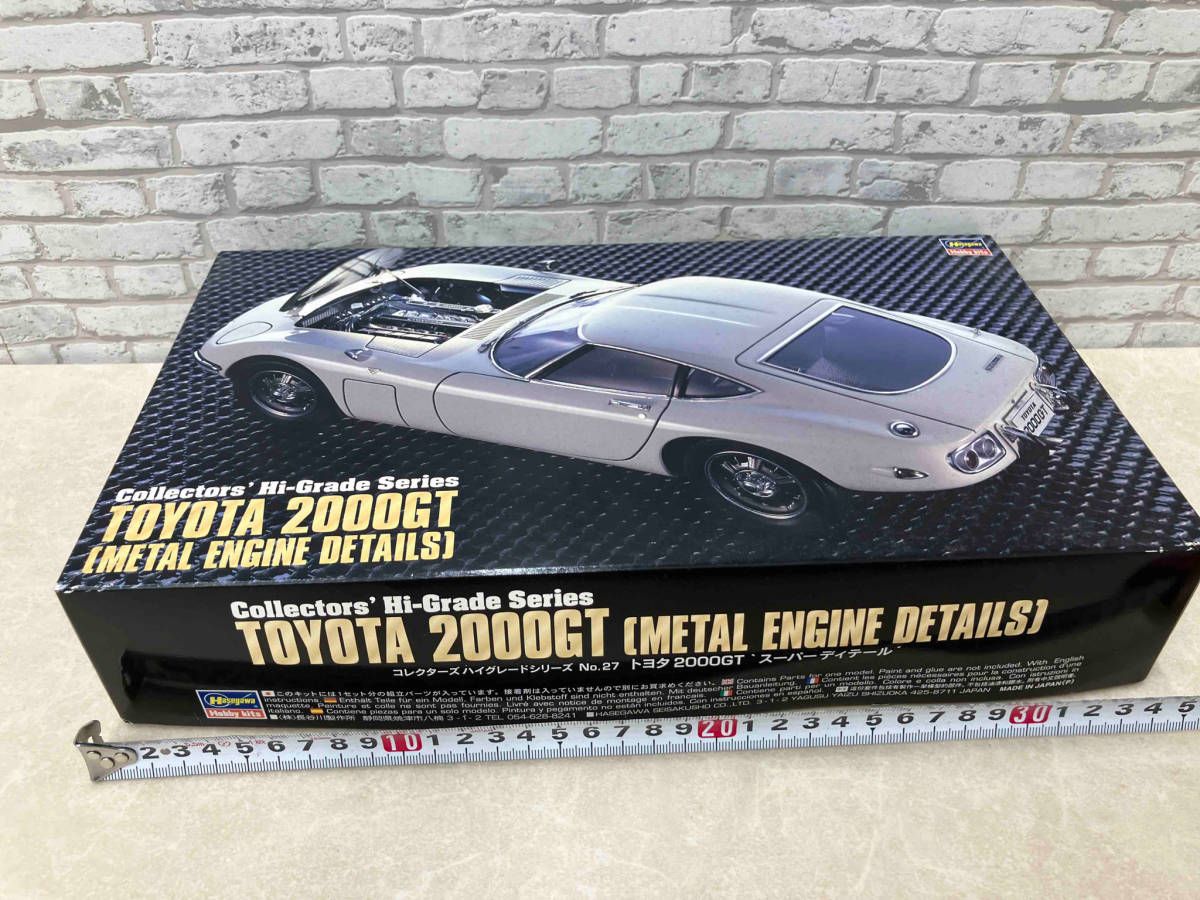 Hasegawa
Hobby kits
TOYOTA
2000GT
Collectors' Hi-Grade Series
TOYOTA 2000GT
(METAL ENGINE DETAILS)
Collectors' Hi-Grade Series
TOYOTA 2000GT (METAL ENGINE DETAILS)
コレクターズ ハイグレードシリーズ No.27 トヨタ 2000GT `スーパー ディテール´
Hasegawa
Hobby kits
このキットには1セット分の組立パーツが入っています。接着剤は入っていませんので別にお買求めください。 Contains Parts for one model. Paint and glue are not included. With English
instructions. Enthält Teile für ein Modell. Farben und Klebstoff sind nicht enthalten. Mit deutscher Bauanleitung. Contient les pièces nécessaires pour la construction d'une
maquette. Peinture et colle ne sont pas fournies. Livré avec notice de montage en français.
italiano. Contiene piezas para un solo modelo. Pintura y pegamento no están incluidos. Con instrucciones en español.
(株)長谷川製作所 静岡県焼津市八楠 3-1-2 TEL 054-628-8241 HASEGAWA SEISAKUSHO CO., LTD. 3-1-2 YAGUSU YAIZU SHIZUOKA 425-8711 JAPAN MADE IN JAPAN
2 3 4 5 6 7 8 9 10 1 2 3 4 5 6 7 8 9 20 1 2 3 4 5 6 7 8 9 30 1 2 3 4 5